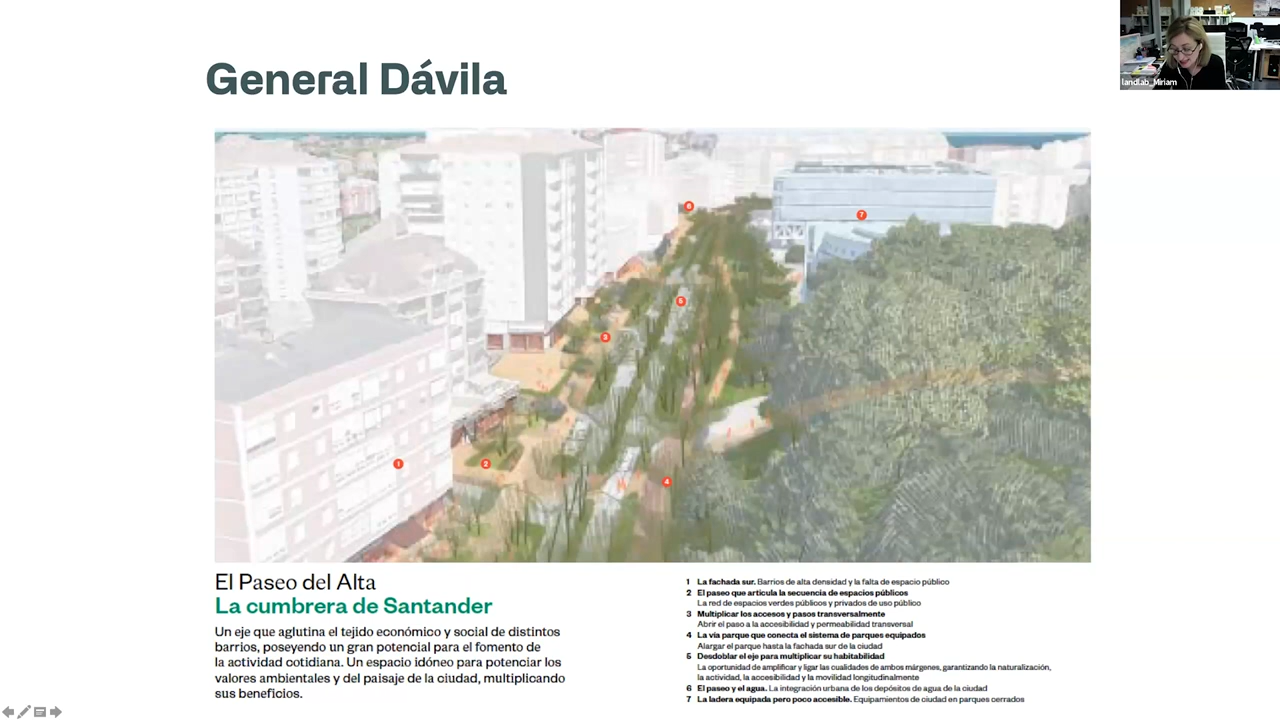 General Dávila
landlab_Miriam
6
7
5
3
1
2
4
El Paseo del Alta
La cumbrera de Santander
Un eje que aglutina el tejido económico y social de distintos
barrios, poseyendo un gran potencial para el fomento de
la actividad cotidiana. Un espacio idóneo para potenciar los
valores ambientales y del paisaje de la ciudad, multiplicando
sus beneficios.
1 La fachada sur. Barrios de alta densidad y la falta de espacio público
2 El paseo que articula la secuencia de espacios públicos
La red de espacios verdes públicos y privados de uso público
3 Multiplicar los accesos y pasos transversalmente
Abrir el paso a la accesibilidad y permeabilidad transversal
4 La vía parque que conecta el sistema de parques equipados
Alargar el parque hasta la fachada sur de la ciudad
5 Desdoblar el eje para multiplicar su habitabilidad
La oportunidad de amplificar y ligar las cualidades de ambos márgenes, garantizando la naturalización,
la actividad, la accesibilidad y la movilidad longitudinalmente
6 El paseo y el agua. La integración urbana de los depósitos de agua de la ciudad
7 La ladera equipada pero poco accesible. Equipamientos de ciudad en parques cerrados